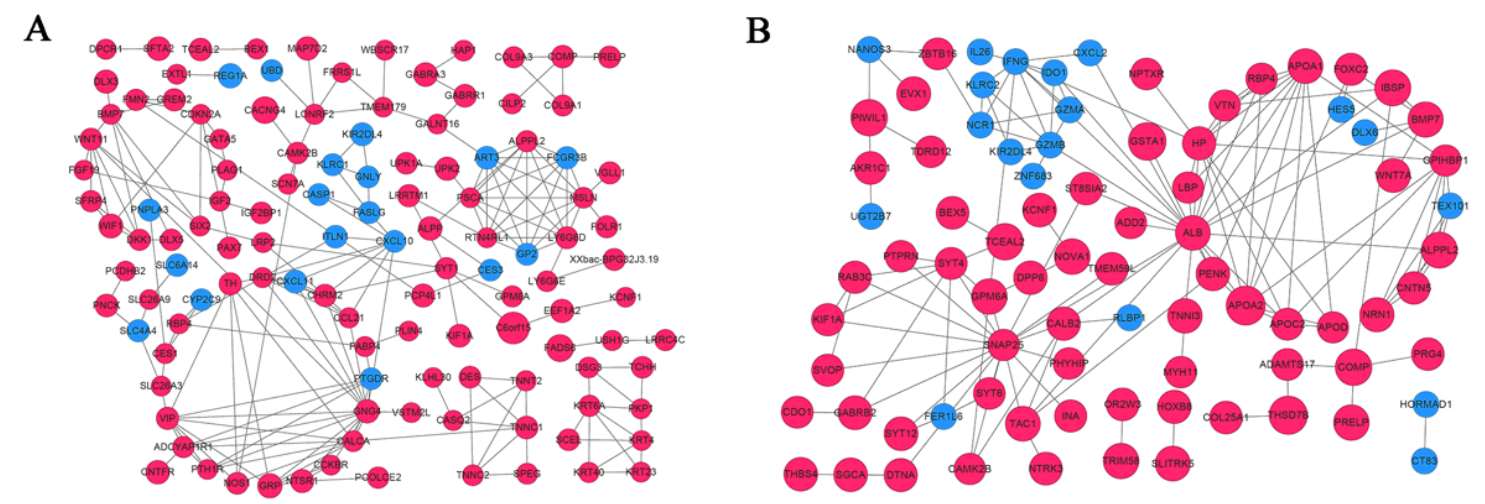 A
DPCR1 SFTA2 TCEAL2 BEX1 MAP7D2 WBSCR17 HAP1 COL9A3 COMP PRELP
DLX3 EXTL1 REG1A UBD FRRS1L GABRA3
FMN2 GREM2 CACNG4 LONRF2 TMEM179 GABRR1 CILP2 COL9A1
BMP7 CDKN2A GALNT16
WNT11 GATA5 KIR2DL4 ALPPL2
CAMK2B ART3 FCGR3B
FGF19 PLAG1 KLRC1 GNLY UPK1A UPK2 VGLL1
SCN7A CASP1 LRRTM1 PSCA MSLN
SFRP4 PNPLA3 IGF2 IGF2BP1 FASLG
WIF1 SIX2 ALPP FOLR1
DKK1 DLX5 PAX7 LRP2 ITLN1 CXCL10 RTN4RL1 LY6G6D
SLC6A14 GP2 XXbac-BPG32J3.19
PCDHB2 TH DRD2 CXCL11 SYT1 CES3 LY6G6E
PNCK SLC26A9 CYP2C9 CHRM2 PCP4L1 GPM6A KCNF1
SLC4A4 RBP4 CCL21 EEF1A2
CES1 FABP4 PLIN4 KIF1A C6orf15 FADS6 USH1G LRRC4C
SLC26A3 PTGDR KLHL30 DES TNNT2 DSG3 TCHH
VIP GNG4 VSTM2L CASQ2 TNNC1 KRT6A PKP1
ADCYAP1R1 CALCA SCEL KRT4
CNTFR PTH1R NOS1 GRP NTSR1 CCKBR PCOLCE2 TNNC2 SPEG KRT40 KRT23
B
NANOS3 ZBTB16 IL26 IFNG CXCL2 NPTXR RBP4 APOA1 FOXC2
EVX1 KLRC2 IDO1 VTN IBSP
PIWIL1 NCR1 GZMA HES5 BMP7
TDRD12 KIR2DL4 GZMB GSTA1 HP DLX6
AKR1C1 ZNF683 LBP WNT7A GPIHBP1
UGT2B7 BEX5 KCNF1 ST8SIA2 ADD2 TEX101
TCEAL2 ALB
PTPRN SYT4 NOVA1 ALPPL2
RAB3C DPP6 TMEM59L PENK CNTN5
GPM6A APOA2
KIF1A CALB2 RLBP1 TNNI3 APOC2 APOD NRN1
SNAP25
SVOP PHYHIP MYH11 ADAMTS17 COMP PRG4
SYT6
CDO1 GABRB2 FER1L6 TAC1 INA OR2W3 HOXB8 COL25A1 THSD7B PRELP HORMAD1
SYT12
THBS4 SGCA DTNA CAMK2B NTRK3 TRIM58 SLITRK5 CT83